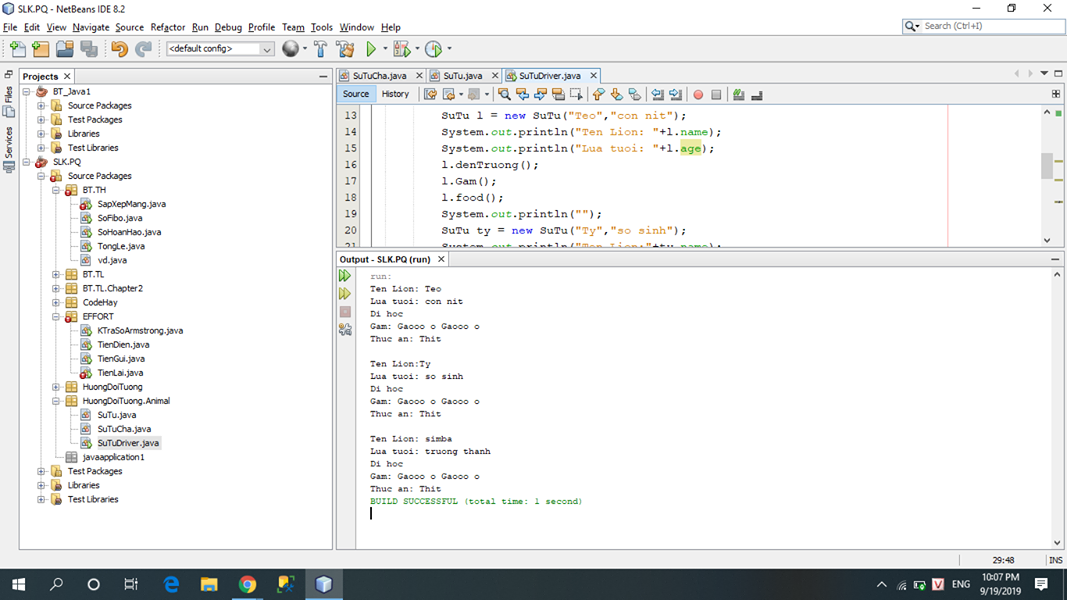 SLK.PQ - NetBeans IDE 8.2
File Edit View Navigate Source Refactor Run Debug Profile Team Tools Window Help
Search (Ctrl+I)
<default config>
Projects
Files
Services
BT_Java1
Source Packages
Test Packages
Libraries
Test Libraries
SLK.PQ
Source Packages
BT.TH
SapXepMang.java
SoFibo.java
SoHoanHao.java
TongLe.java
vd.java
BT.TL
BT.TL.Chapter2
CodeHay
EFFORT
KTraSoArmstrong.java
TienDien.java
TienGui.java
TienLai.java
HuongDoiTuong
HuongDoiTuong.Animal
SuTu.java
SuTuCha.java
SuTuDriver.java
javaapplication1
Test Packages
Libraries
Test Libraries
SuTuCha.java SuTu.java SuTuDriver.java
Source History
13 SuTu l = new SuTu("Teo","con nit");
14 System.out.println("Ten Lion: "+l.name);
15 System.out.println("Lua tuoi: "+l.age);
16 l.denTruong();
17 l.Gam();
18 l.food();
19 System.out.println("");
20 SuTu ty = new SuTu("Ty","so sinh");
21 System.out.println("Ten Lion:"+ty.name);
Output - SLK.PQ (run)
run:
Ten Lion: Teo
Lua tuoi: con nit
Di hoc
Gam: Gaooo o Gaooo o
Thuc an: Thit
Ten Lion:Ty
Lua tuoi: so sinh
Di hoc
Gam: Gaooo o Gaooo o
Thuc an: Thit
Ten Lion: simba
Lua tuoi: truong thanh
Di hoc
Gam: Gaooo o Gaooo o
Thuc an: Thit
BUILD SUCCESSFUL (total time: 1 second)
29:48 INS
V ENG
10:07 PM
9/19/2019